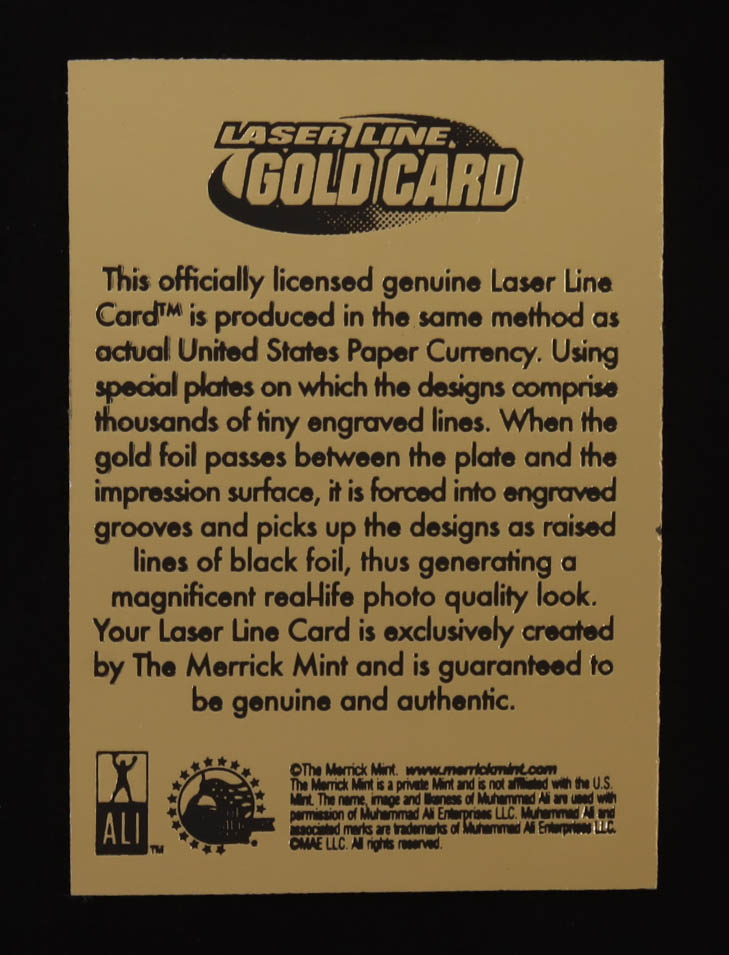 LASER LINE
GOLD CARD
This officially licensed genuine Laser Line
Card™ is produced in the same method as
actual United States Paper Currency. Using
special plates on which the designs comprise
thousands of tiny engraved lines. When the
gold foil passes between the plate and the
impression surface, it is forced into engraved
grooves and picks up the designs as raised
lines of black foil, thus generating a
magnificent real-life photo quality look.
Your Laser Line Card is exclusively created
by The Merrick Mint and is guaranteed to
be genuine and authentic.
ALI
™
©The Merrick Mint. www.merrickmint.com
The Merrick Mint is a private Mint and is not affiliated with the U.S.
Mint. The name, image and likeness of Muhammad Ali are used with
permission of Muhammad Ali Enterprises LLC. Muhammad Ali and
associated marks are trademarks of Muhammad Ali Enterprises LLC.
©MAE LLC. All rights reserved.